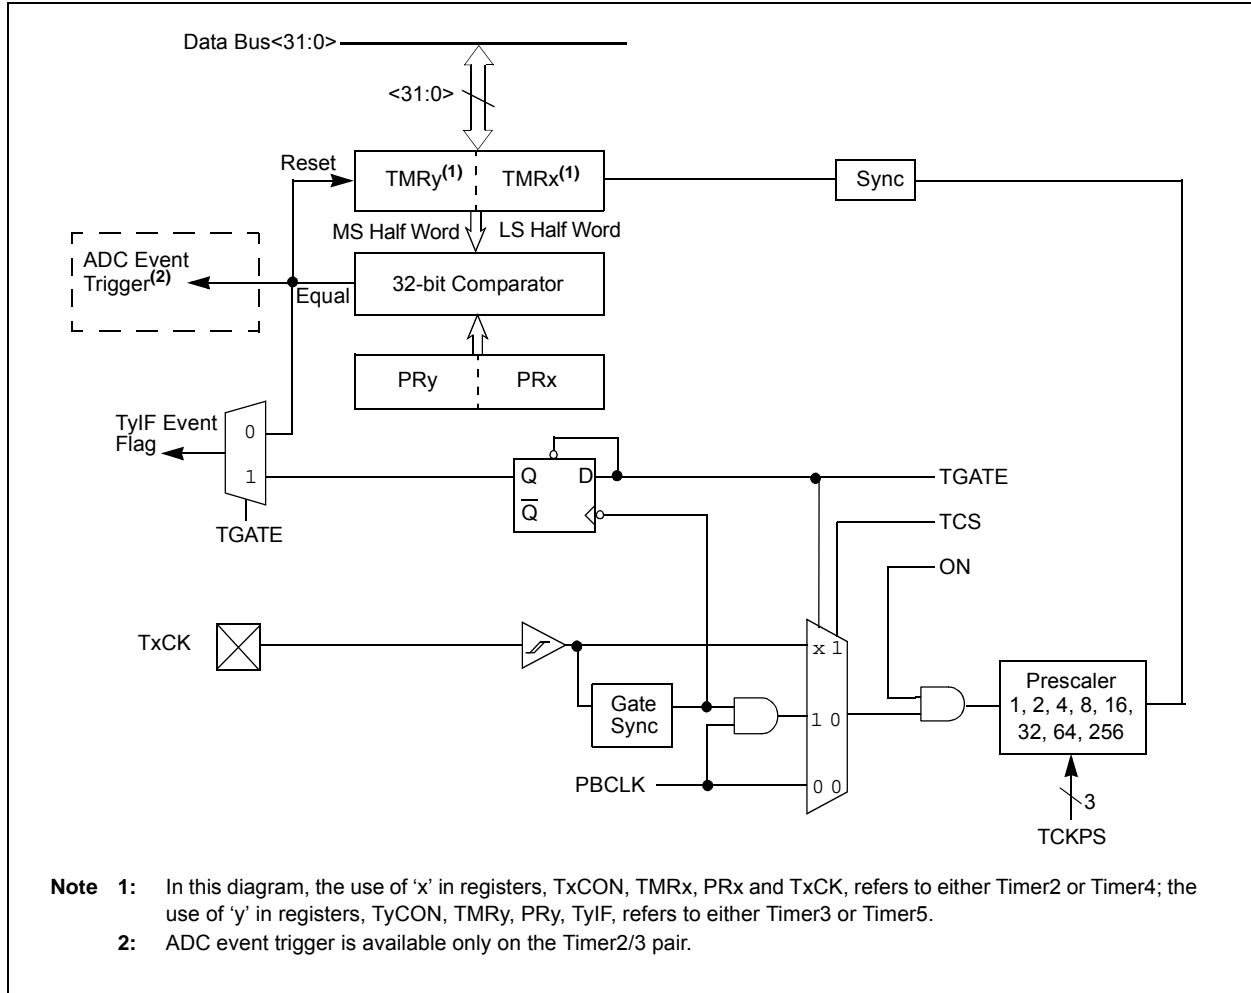 Data Bus<31:0>
<31:0>
Reset
TMRy(1)
TMRx(1)
Sync
MS Half Word
LS Half Word
ADC Event
Trigger(2)
Equal
32-bit Comparator
PRy
PRx
TyIF Event
Flag
0
1
TGATE
Q
D
Q
TGATE
TCS
ON
TxCK
x 1
Gate
Sync
1 0
PBCLK
0 0
Prescaler
1, 2, 4, 8, 16,
32, 64, 256
3
TCKPS
Note 1: In this diagram, the use of ‘x’ in registers, TxCON, TMRx, PRx and TxCK, refers to either Timer2 or Timer4; the
use of ‘y’ in registers, TyCON, TMRy, PRy, TyIF, refers to either Timer3 or Timer5.
2: ADC event trigger is available only on the Timer2/3 pair.